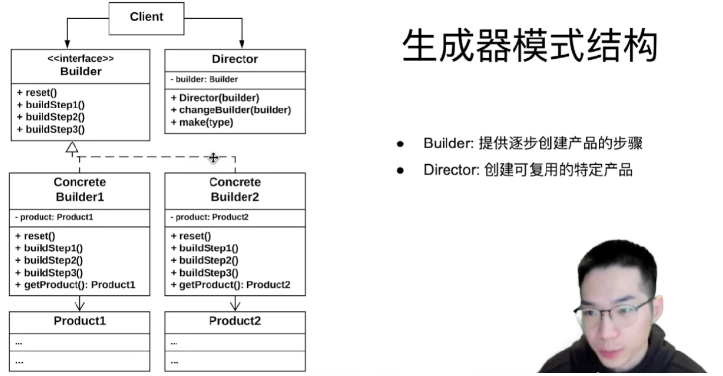 Client
<<interface>>
Builder
+ reset()
+ buildStep1()
+ buildStep2()
+ buildStep3()
Director
- builder: Builder
+ Director(builder)
+ changeBuilder(builder)
+ make(type)
Concrete
Builder1
- product: Product1
+ reset()
+ buildStep1()
+ buildStep2()
+ buildStep3()
+ getProduct(): Product1
Concrete
Builder2
- product: Product2
+ reset()
+ buildStep1()
+ buildStep2()
+ buildStep3()
+ getProduct(): Product2
Product1
...
...
Product2
...
...
生成器模式结构
● Builder: 提供逐步创建产品的步骤
● Director: 创建可复用的特定产品